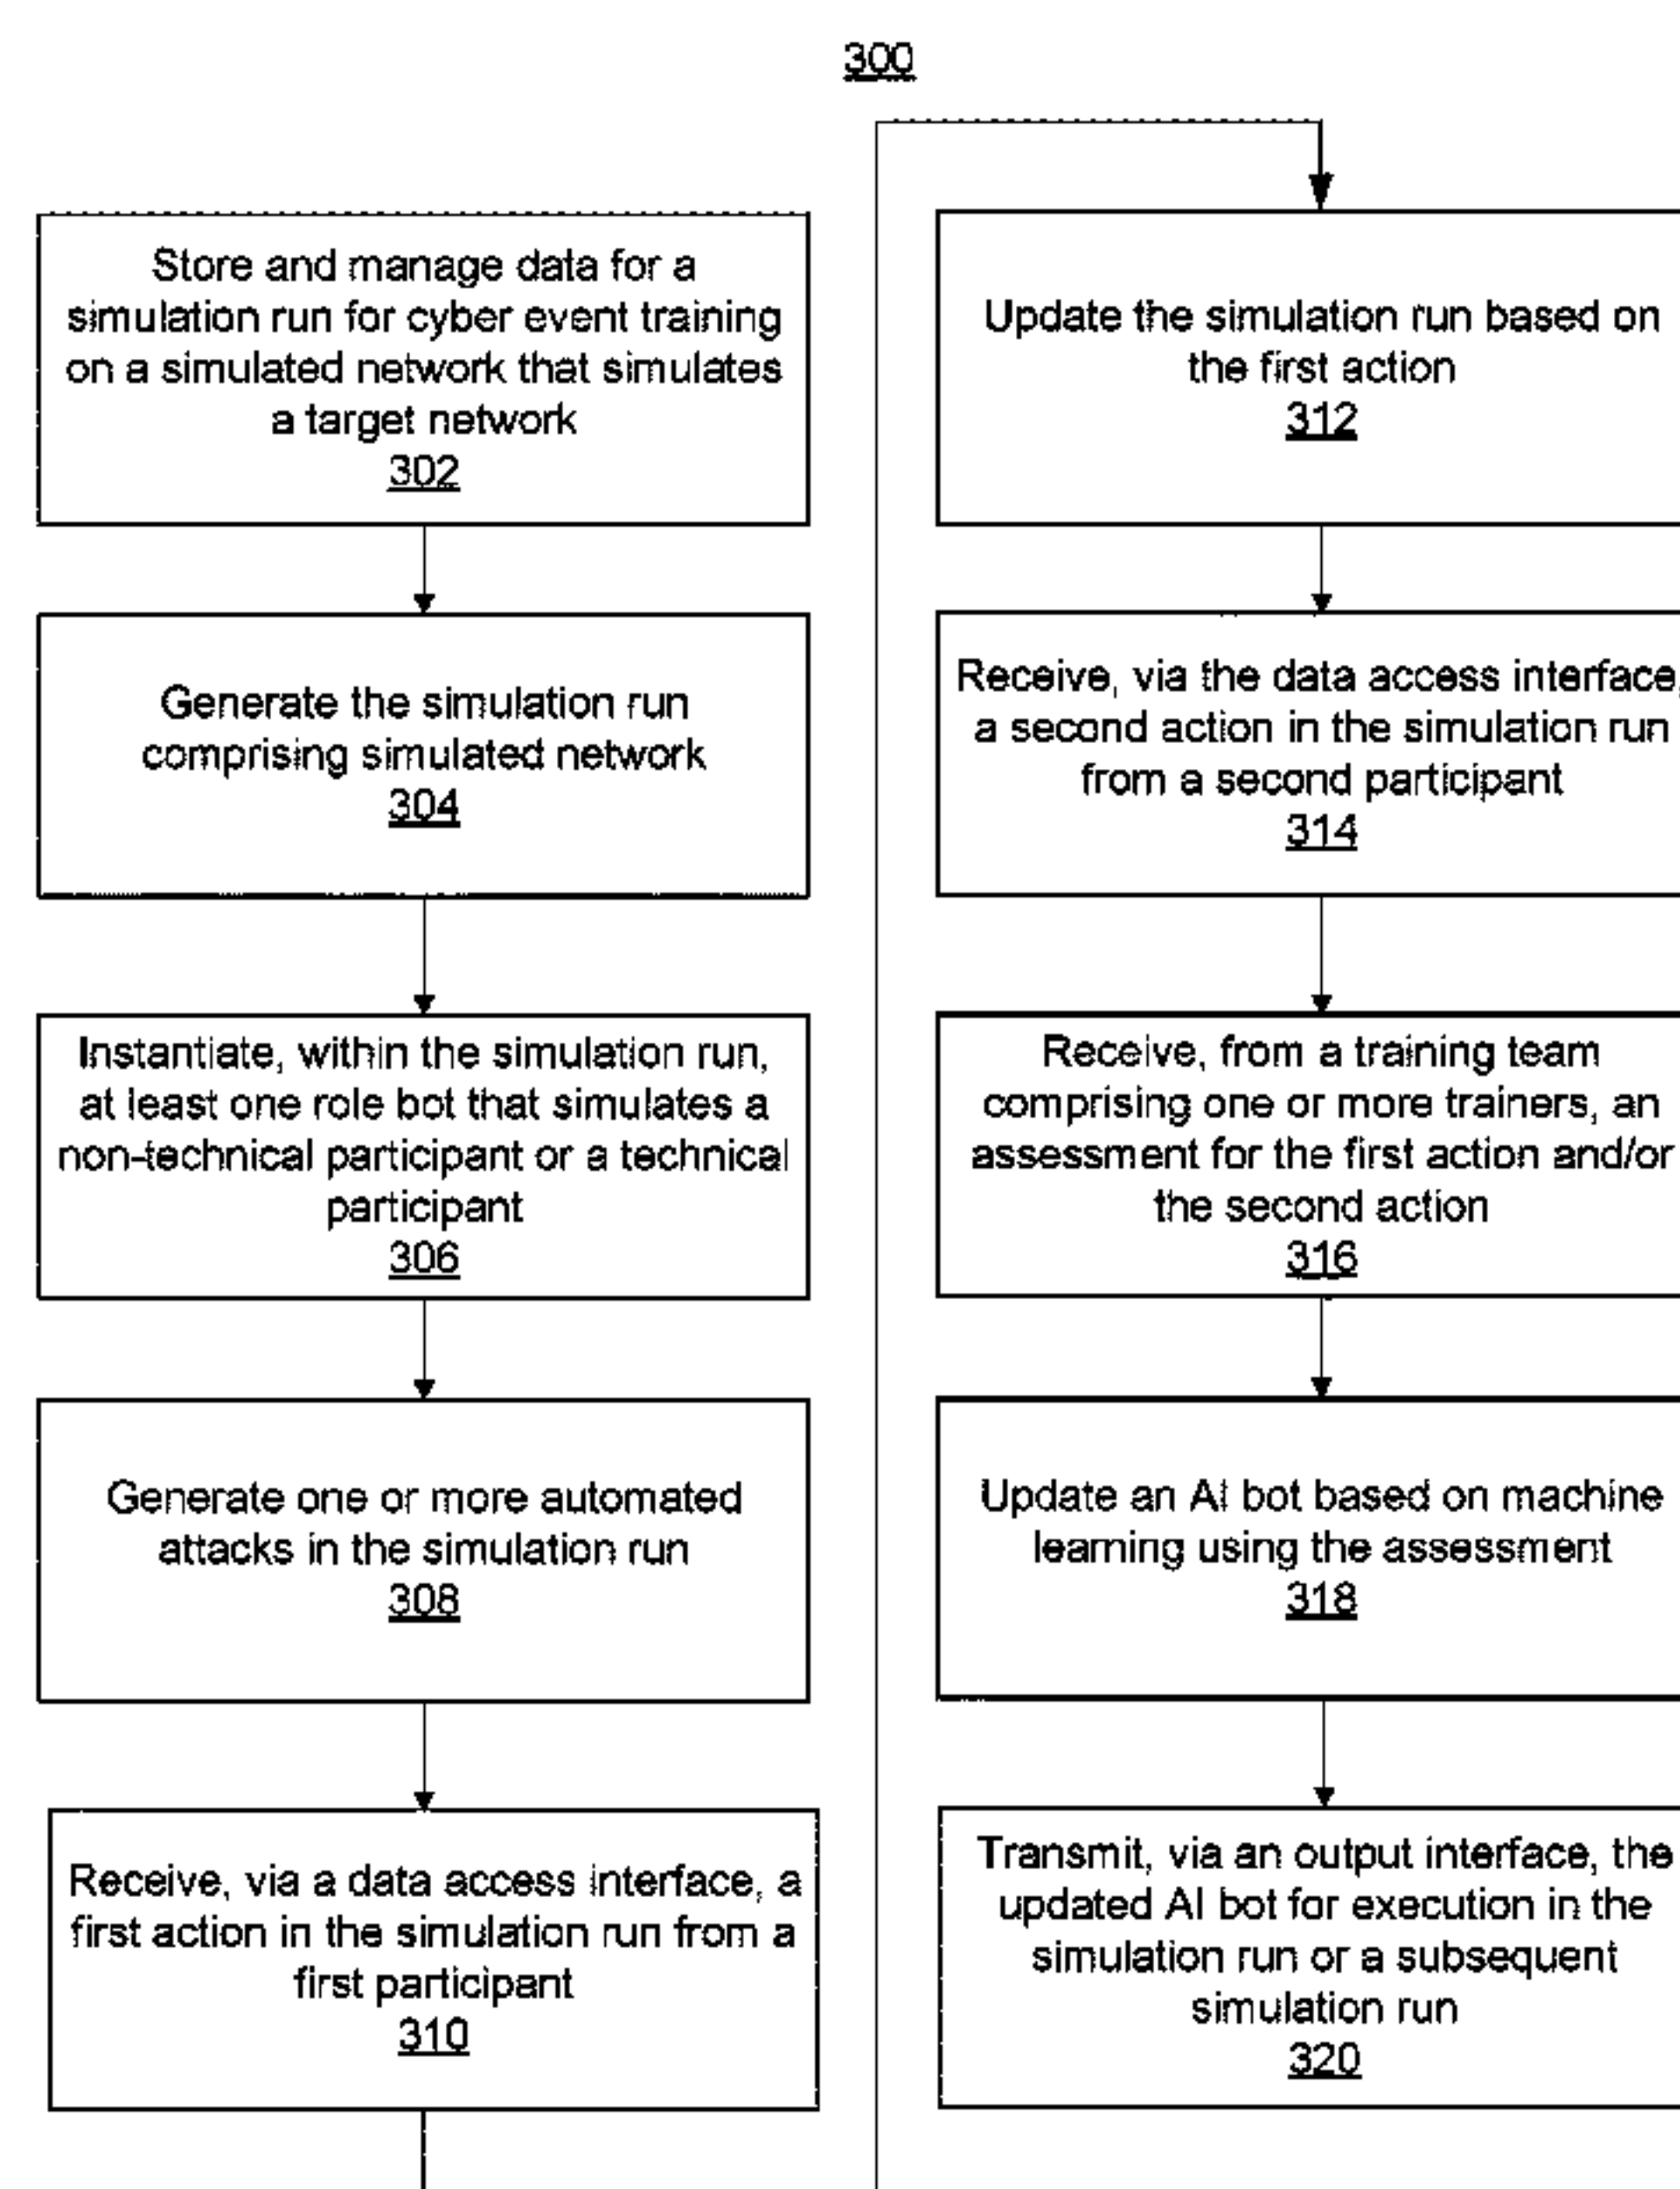 300
Store and manage data for a
simulation run for cyber event training
on a simulated network that simulates
a target network
302
Generate the simulation run
comprising simulated network
304
Instantiate, within the simulation run,
at least one role bot that simulates a
non-technical participant or a technical
participant
306
Generate one or more automated
attacks in the simulation run
308
Receive, via a data access interface, a
first action in the simulation run from a
first participant
310
Update the simulation run based on
the first action
312
Receive, via the data access interface,
a second action in the simulation run
from a second participant
314
Receive, from a training team
comprising one or more trainers, an
assessment for the first action and/or
the second action
316
Update an AI bot based on machine
learning using the assessment
318
Transmit, via an output interface, the
updated AI bot for execution in the
simulation run or a subsequent
simulation run
320